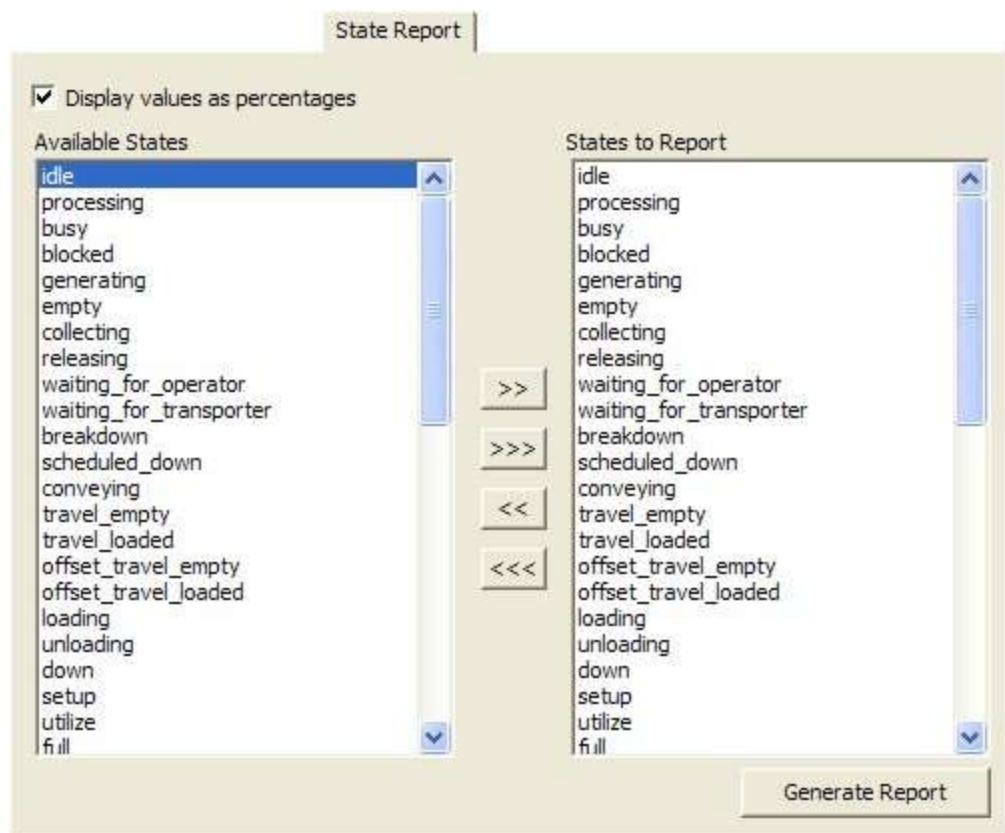 State Report
Display values as percentages
Available States
idle
processing
busy
blocked
generating
empty
collecting
releasing
waiting_for_operator
waiting_for_transporter
breakdown
scheduled_down
conveying
travel_empty
travel_loaded
offset_travel_empty
offset_travel_loaded
loading
unloading
down
setup
utilize
full
>>
>>>
<<
<<<
States to Report
idle
processing
busy
blocked
generating
empty
collecting
releasing
waiting_for_operator
waiting_for_transporter
breakdown
scheduled_down
conveying
travel_empty
travel_loaded
offset_travel_empty
offset_travel_loaded
loading
unloading
down
setup
utilize
full
Generate Report